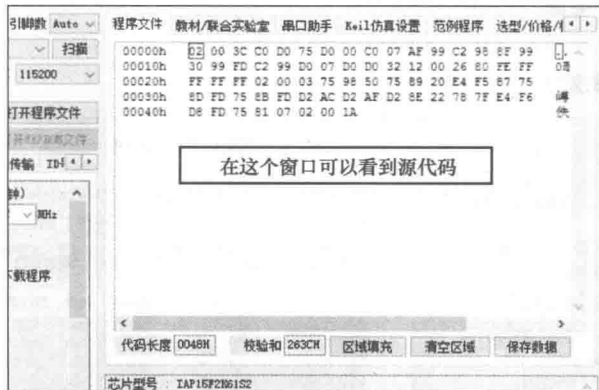 引脚数 Auto
程序文件 教材/联合实验室 串口助手 Keil仿真设置 范例程序 选型/价格/
扫描
115200
打开程序文件
传输
MHz
下载程序
00000h 02 00 3C C0 D0 75 D0 00 C0 07 AF 99 C2 98 8F 99
00010h 30 99 FD C2 99 D0 07 D0 D0 32 12 00 26 80 FE FF
00020h FF FF FF 02 00 03 75 98 50 75 89 20 E4 F5 87 75
00030h 8D FD 75 8B FD D2 AC D2 AF D2 8E 22 78 7F E4 F6
00040h D8 FD 75 81 07 02 00 1A
在这个窗口可以看到源代码
代码长度 0048H 校验和 263CH 区域填充 清空区域 保存数据
芯片型号 : IAP15F2K61S2